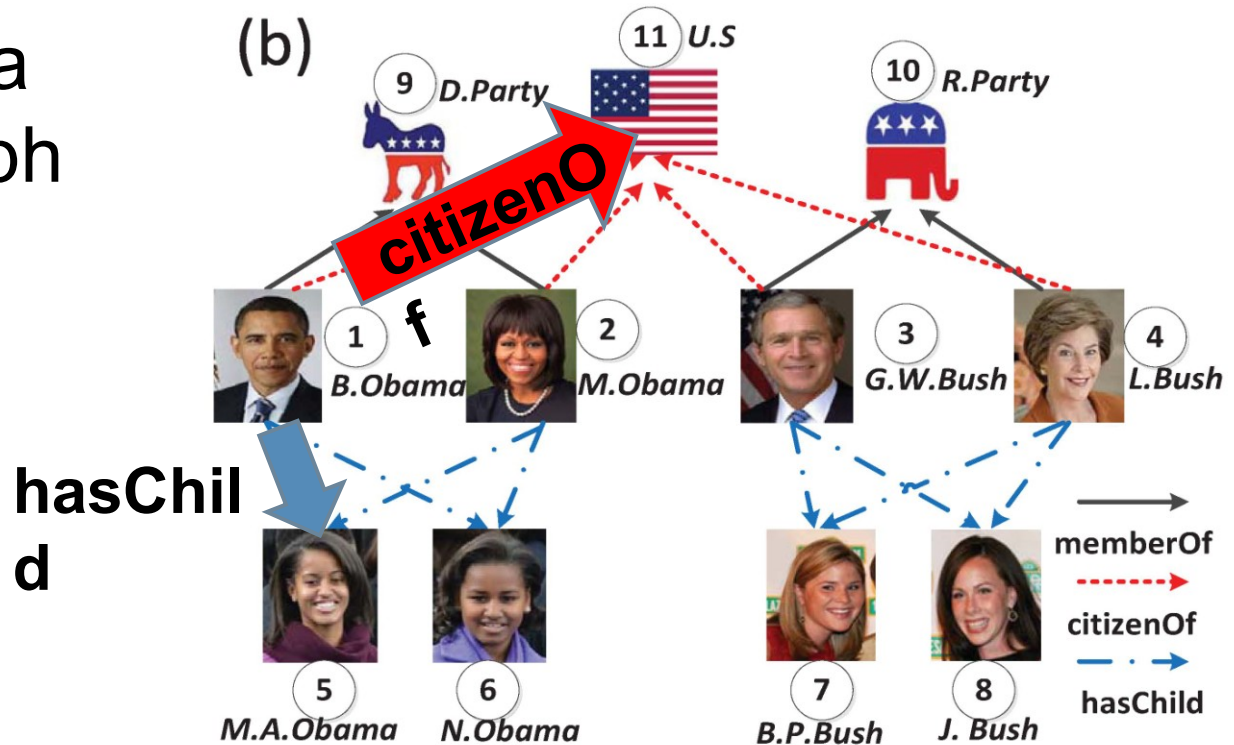 a
ph
(b)
11 U.S
9 D.Party
10 R.Party
citizenO
f
1
B.Obama
2
M.Obama
3
G.W.Bush
4
L.Bush
hasChil
d
memberOf
citizenOf
hasChild
5
M.A.Obama
6
N.Obama
7
B.P.Bush
8
J. Bush